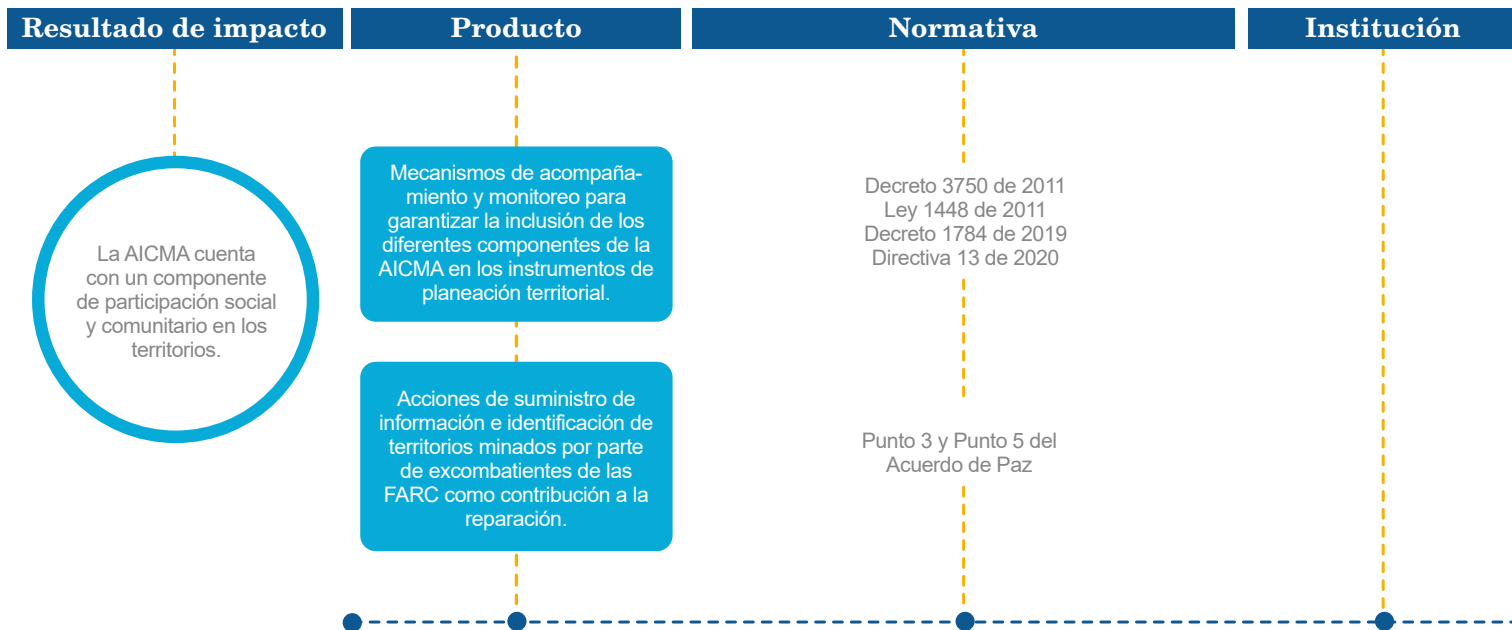 Resultado de impacto
Producto
Normativa
Institución
La AICMA cuenta
con un componente
de participación social
y comunitario en los
territorios.
Mecanismos de acompaña-
miento y monitoreo para
garantizar la inclusión de los
diferentes componentes de la
AICMA en los instrumentos de
planeación territorial.
Decreto 3750 de 2011
Ley 1448 de 2011
Decreto 1784 de 2019
Directiva 13 de 2020
Acciones de suministro de
información e identificación de
territorios minados por parte
de excombatientes de las
FARC como contribución a la
reparación.
Punto 3 y Punto 5 del
Acuerdo de Paz